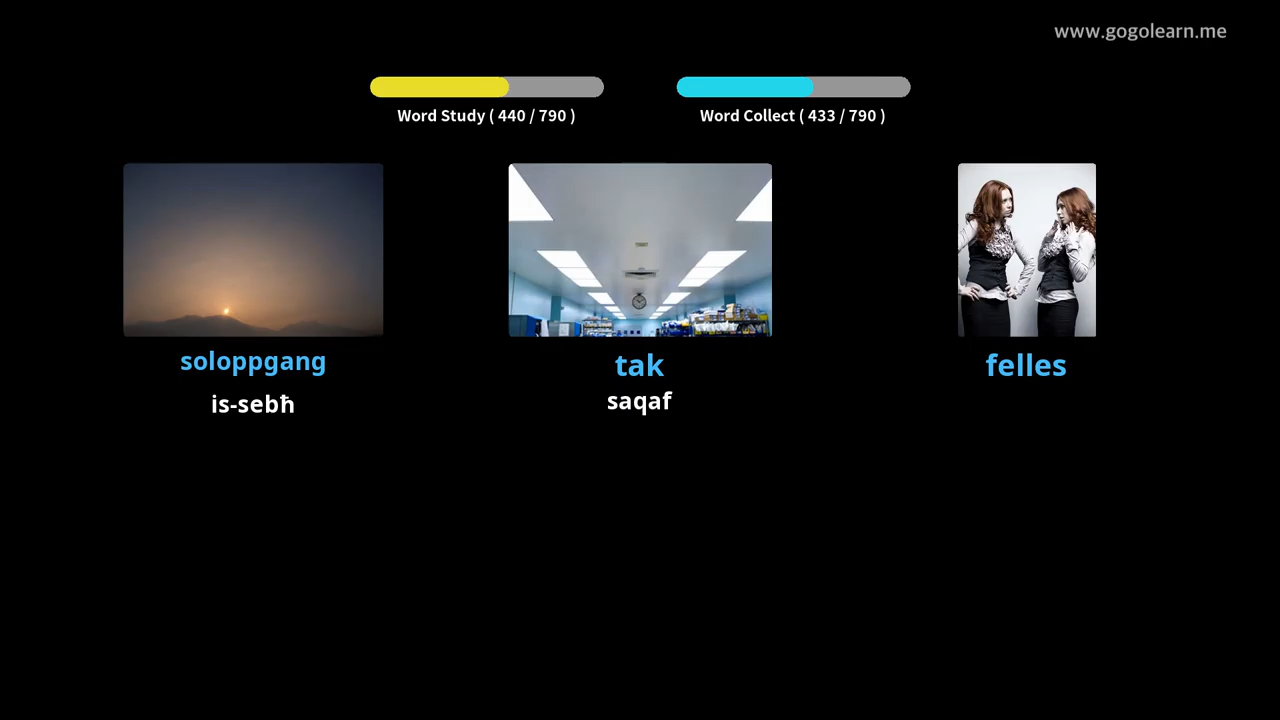 www.gogolearn.me
Word Study ( 440 / 790 )
Word Collect ( 433 / 790 )
soloppgang
is-sebħ
tak
saqaf
felles